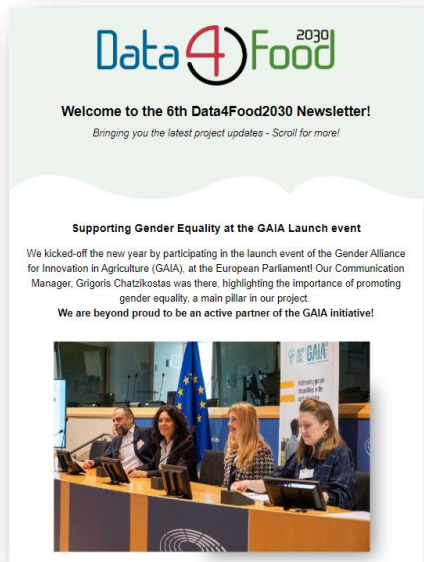 Data4Food 2030
Welcome to the 6th Data4Food2030 Newsletter!
Bringing you the latest project updates - Scroll for more!
Supporting Gender Equality at the GAIA Launch event
We kicked-off the new year by participating in the launch event of the Gender Alliance
for Innovation in Agriculture (GAIA), at the European Parliament! Our Communication
Manager, Grigoris Chatzikostas was there, highlighting the importance of promoting
gender equality, a main pillar in our project.
We are beyond proud to be an active partner of the GAIA initiative!
GAIA